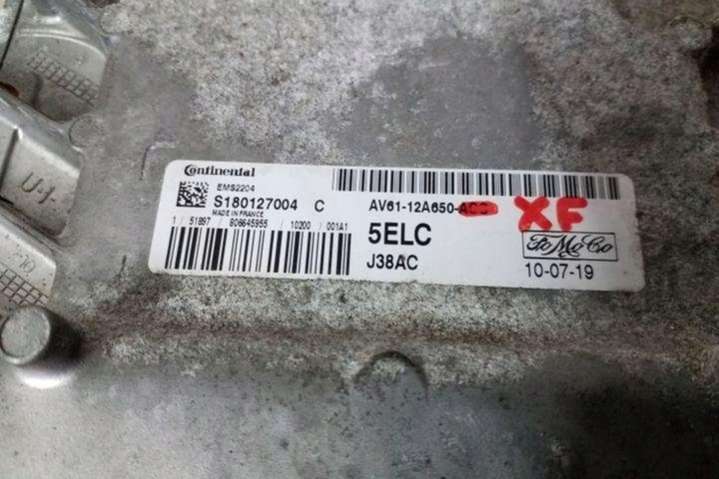 Continental
EMS2204
S180127004 C
MADE IN FRANCE
1 / 51897 / 806645955 / 10200 / 001A1
AV61-12A650- XF
5ELC
FoMoCo
J38AC
10-07-19